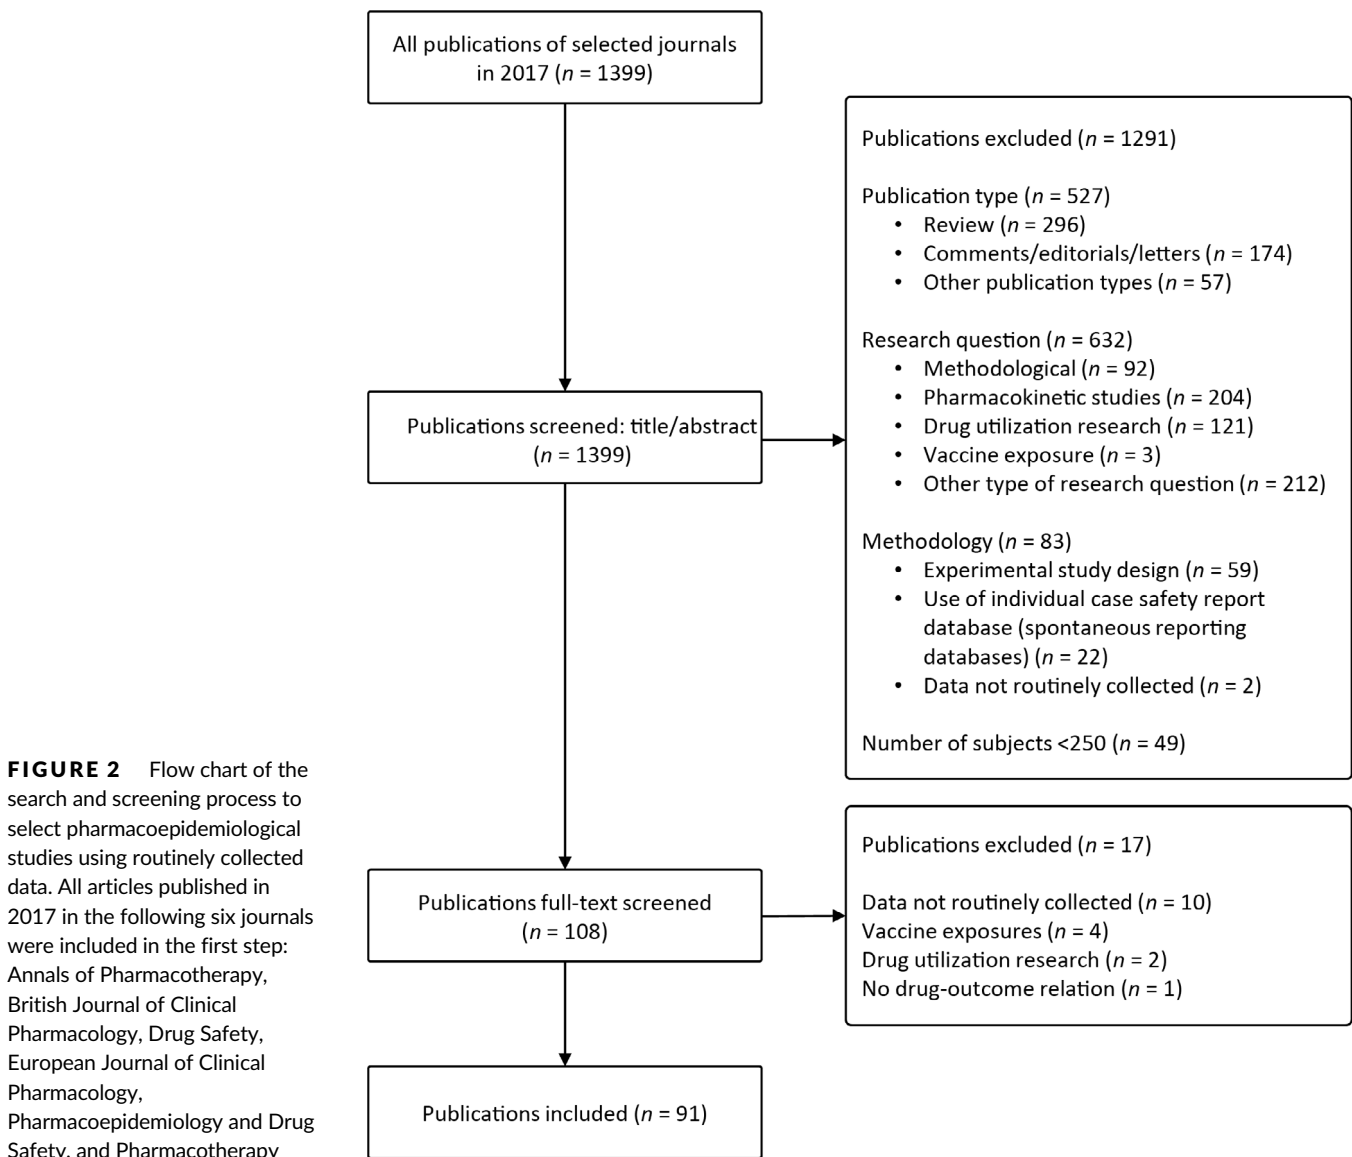 All publications of selected journals
in 2017 (n = 1399)
Publications screened: title/abstract
(n = 1399)
Publications excluded (n = 1291)
Publication type (n = 527)
• Review (n = 296)
• Comments/editorials/letters (n = 174)
• Other publication types (n = 57)
Research question (n = 632)
• Methodological (n = 92)
• Pharmacokinetic studies (n = 204)
• Drug utilization research (n = 121)
• Vaccine exposure (n = 3)
• Other type of research question (n = 212)
Methodology (n = 83)
• Experimental study design (n = 59)
• Use of individual case safety report
database (spontaneous reporting
databases) (n = 22)
• Data not routinely collected (n = 2)
Number of subjects <250 (n = 49)
Publications full-text screened
(n = 108)
Publications excluded (n = 17)
Data not routinely collected (n = 10)
Vaccine exposures (n = 4)
Drug utilization research (n = 2)
No drug-outcome relation (n = 1)
Publications included (n = 91)
FIGURE 2 Flow chart of the
search and screening process to
select pharmacoepidemiological
studies using routinely collected
data. All articles published in
2017 in the following six journals
were included in the first step:
Annals of Pharmacotherapy,
British Journal of Clinical
Pharmacology, Drug Safety,
European Journal of Clinical
Pharmacology,
Pharmacoepidemiology and Drug
Safety, and Pharmacotherapy